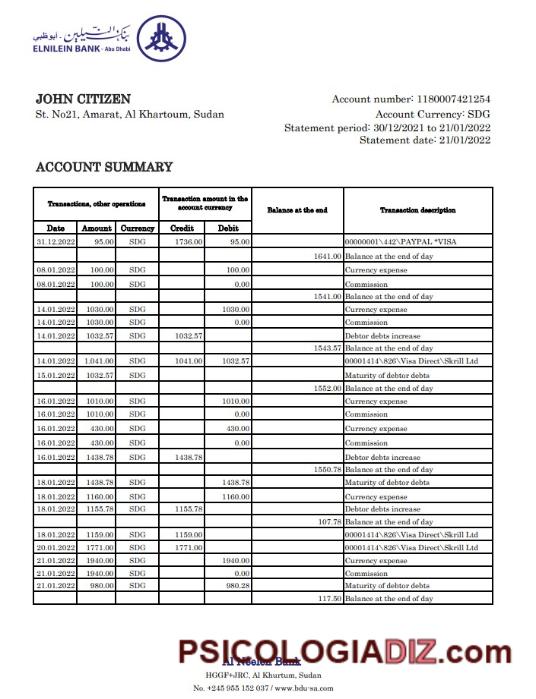 بنك النيلين - أبوظبي
ELNILEIN BANK - Abu Dhabi
JOHN CITIZEN
St. No21, Amarat, Al Khartoum, Sudan
Account number: 1180007421254
Account Currency: SDG
Statement period: 30/12/2021 to 21/01/2022
Statement date: 21/01/2022
ACCOUNT SUMMARY
Transactions, other operations Transaction amount in the account currency Balance at the end Transaction description
Date Amount Currency Credit Debit
31.12.2022 95.00 SDG 1736.00 95.00 00000001\442\PAYPAL *VISA
1641.00 Balance at the end of day
08.01.2022 100.00 SDG 100.00 Currency expense
08.01.2022 100.00 SDG 0.00 Commission
1541.00 Balance at the end of day
14.01.2022 1030.00 SDG 1030.00 Currency expense
14.01.2022 1030.00 SDG 0.00 Commission
14.01.2022 1032.57 SDG 1032.57 Debtor debts increase
1543.57 Balance at the end of day
14.01.2022 1.041.00 SDG 1041.00 1032.57 00001414\826\Visa Direct\Skrill Ltd
15.01.2022 1032.57 SDG Maturity of debtor debts
1552.00 Balance at the end of day
16.01.2022 1010.00 SDG 1010.00 Currency expense
16.01.2022 1010.00 SDG 0.00 Commission
16.01.2022 430.00 SDG 430.00 Currency expense
16.01.2022 430.00 SDG 0.00 Commission
16.01.2022 1438.78 SDG 1438.78 Debtor debts increase
1550.78 Balance at the end of day
18.01.2022 1438.78 SDG 1438.78 Maturity of debtor debts
18.01.2022 1160.00 SDG 1160.00 Currency expense
18.01.2022 1155.78 SDG 1155.78 Debtor debts increase
107.78 Balance at the end of day
18.01.2022 1159.00 SDG 1159.00 00001414\826\Visa Direct\Skrill Ltd
20.01.2022 1771.00 SDG 1771.00 00001414\826\Visa Direct\Skrill Ltd
21.01.2022 1940.00 SDG 1940.00 Currency expense
21.01.2022 1940.00 SDG 0.00 Commission
21.01.2022 980.00 SDG 980.28 Maturity of debtor debts
117.50 Balance at the end of day
PSICOLOGIADIZ.com
Al Neelen Bank
HGGF+JRC, Al Khurtum, Sudan
No. +245 955 152 037 / www.bdu-sa.com